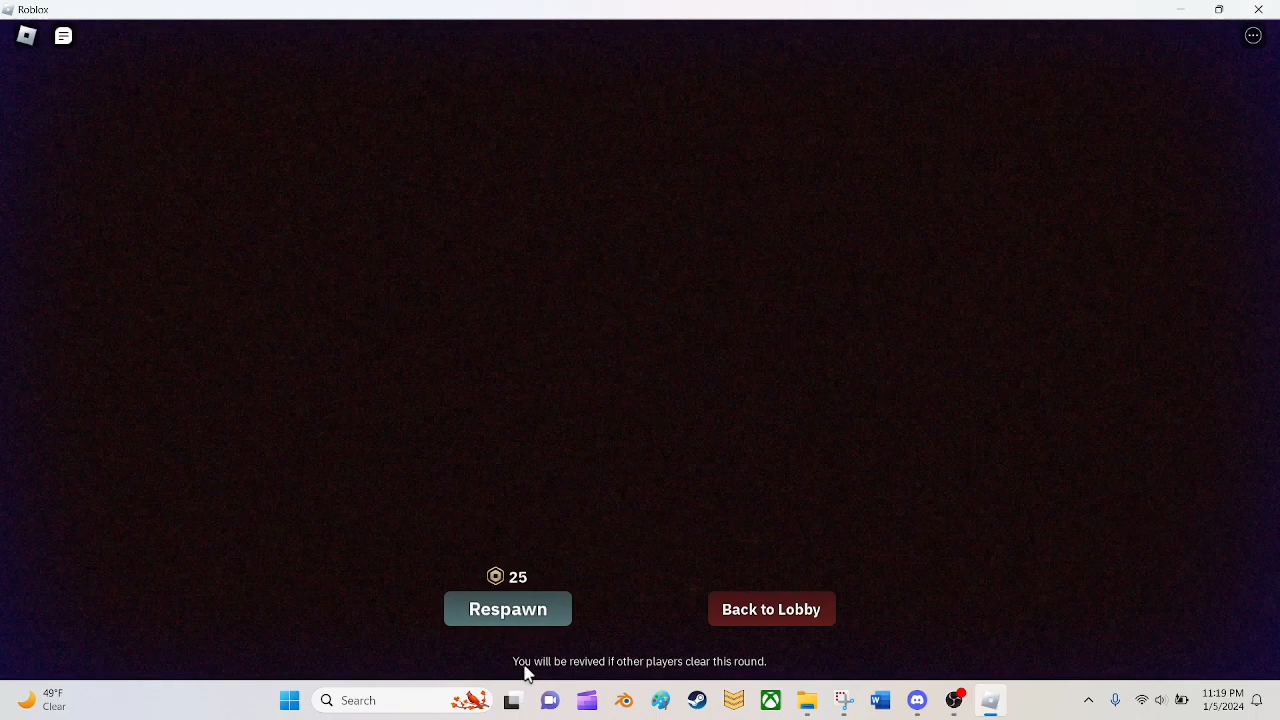 Roblox
25
Respawn
Back to Lobby
You will be revived if other players clear this round.
49°F
Clear
Search
11:19 PM
1/5/2024